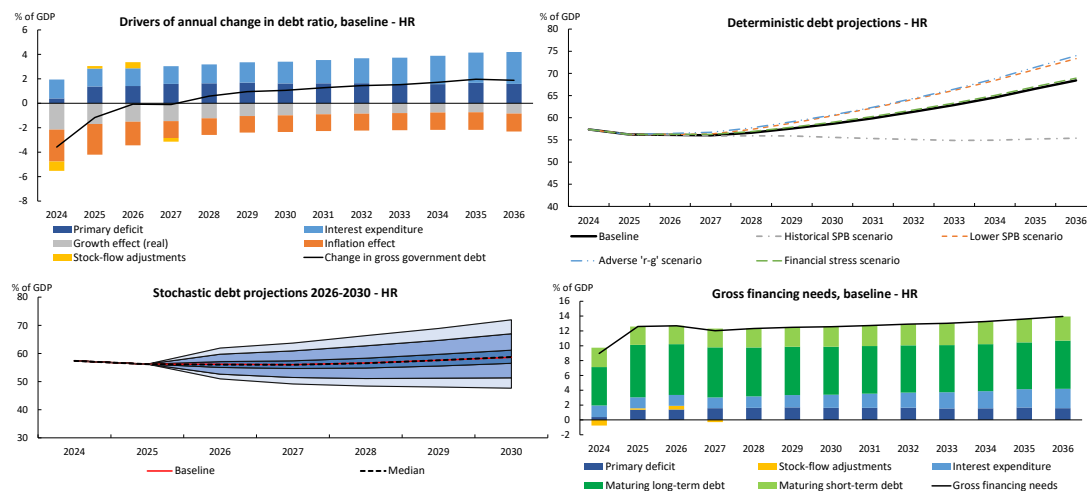 % of GDP
Drivers of annual change in debt ratio, baseline - HR
6
4
2
0
-2
-4
-6
-8
2024 2025 2026 2027 2028 2029 2030 2031 2032 2033 2034 2035 2036
Primary deficit
Interest expenditure
Growth effect (real)
Inflation effect
Stock-flow adjustments
Change in gross government debt
% of GDP
Deterministic debt projections - HR
80
75
70
65
60
55
50
45
40
2024 2025 2026 2027 2028 2029 2030 2031 2032 2033 2034 2035 2036
Baseline
Historical SPB scenario
Lower SPB scenario
Adverse 'r-g' scenario
Financial stress scenario
% of GDP
Stochastic debt projections 2026-2030 - HR
80
70
60
50
40
30
2024 2025 2026 2027 2028 2029 2030
Baseline
Median
% of GDP
Gross financing needs, baseline - HR
16
14
12
10
8
6
4
2
0
-2
2024 2025 2026 2027 2028 2029 2030 2031 2032 2033 2034 2035 2036
Primary deficit
Stock-flow adjustments
Interest expenditure
Maturing long-term debt
Maturing short-term debt
Gross financing needs